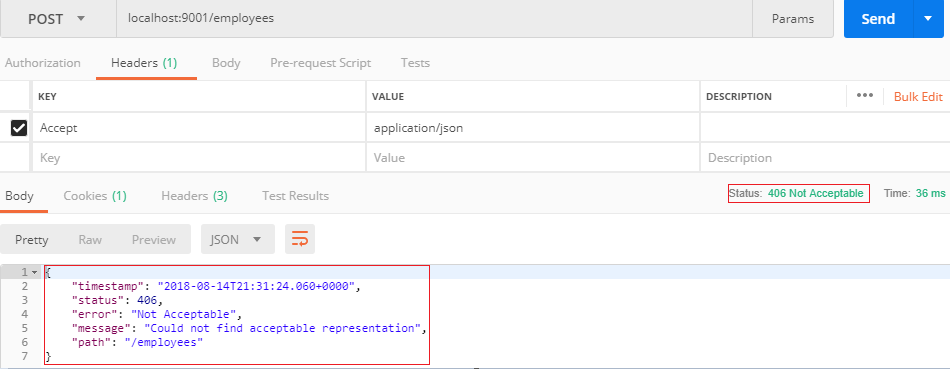 POST localhost:9001/employees Params Send
Authorization Headers (1) Body Pre-request Script Tests
KEY VALUE DESCRIPTION ••• Bulk Edit
Accept application/json
Key Value Description
Body Cookies (1) Headers (3) Test Results Status: 406 Not Acceptable Time: 36 ms
Pretty Raw Preview JSON
1 {
2 "timestamp": "2018-08-14T21:31:24.060+0000",
3 "status": 406,
4 "error": "Not Acceptable",
5 "message": "Could not find acceptable representation",
6 "path": "/employees"
7 }